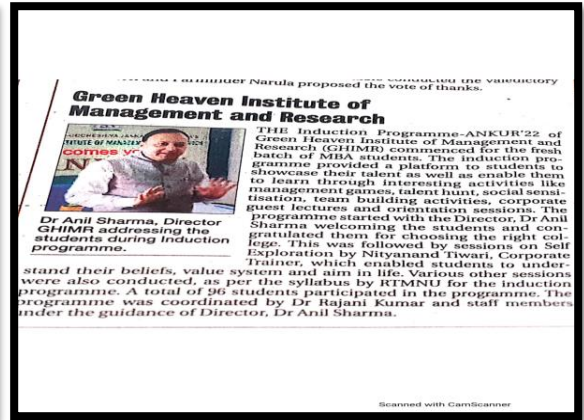 conducted the valedictory
Narula proposed the vote of thanks.
Green Heaven Institute of
Management and Research
comes
Dr Anil Sharma, Director
GHIMR addressing the
students during Induction
programme.
THE Induction Programme-ANKUR'22 of
Green Heaven Institute of Management and
Research (GHIMR) commenced for the fresh
batch of MBA students. The induction pro-
gramme provided a platform to students to
showcase their talent as well as enable them
to learn through interesting activities like
management games, talent hunt, social sensi-
tisation, team building activities, corporate
guest lectures and orientation sessions. The
programme started with the Director, Dr Anil
Sharma welcoming the students and con-
gratulated them for choosing the right col-
lege. This was followed by sessions on Self
Exploration by Nityanand Tiwari, Corporate
Trainer, which enabled students to under-
stand their beliefs, value system and aim in life. Various other sessions
were also conducted, as per the syllabus by RTMNU for the induction
programme. A total of 96 students participated in the programme. The
programme was coordinated by Dr Rajani Kumar and staff members
under the guidance of Director, Dr Anil Sharma.
Scanned with CamScanner